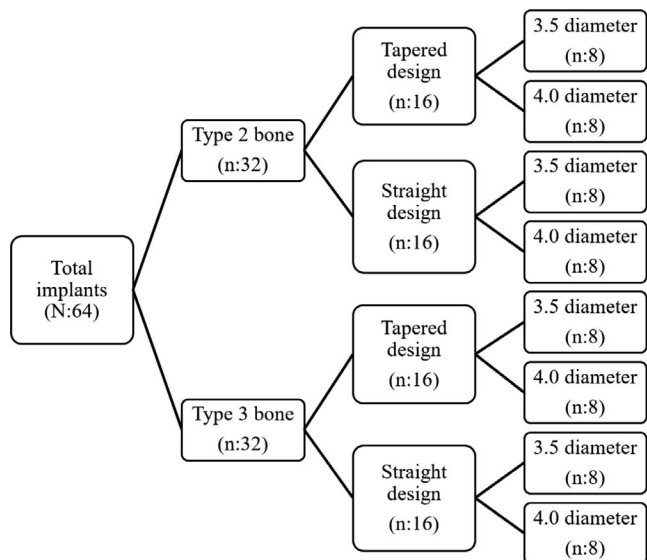 Total
implants
(N:64)
Type 2 bone
(n:32)
Tapered
design
(n:16)
3.5 diameter
(n:8)
4.0 diameter
(n:8)
Straight
design
(n:16)
3.5 diameter
(n:8)
4.0 diameter
(n:8)
Type 3 bone
(n:32)
Tapered
design
(n:16)
3.5 diameter
(n:8)
4.0 diameter
(n:8)
Straight
design
(n:16)
3.5 diameter
(n:8)
4.0 diameter
(n:8)